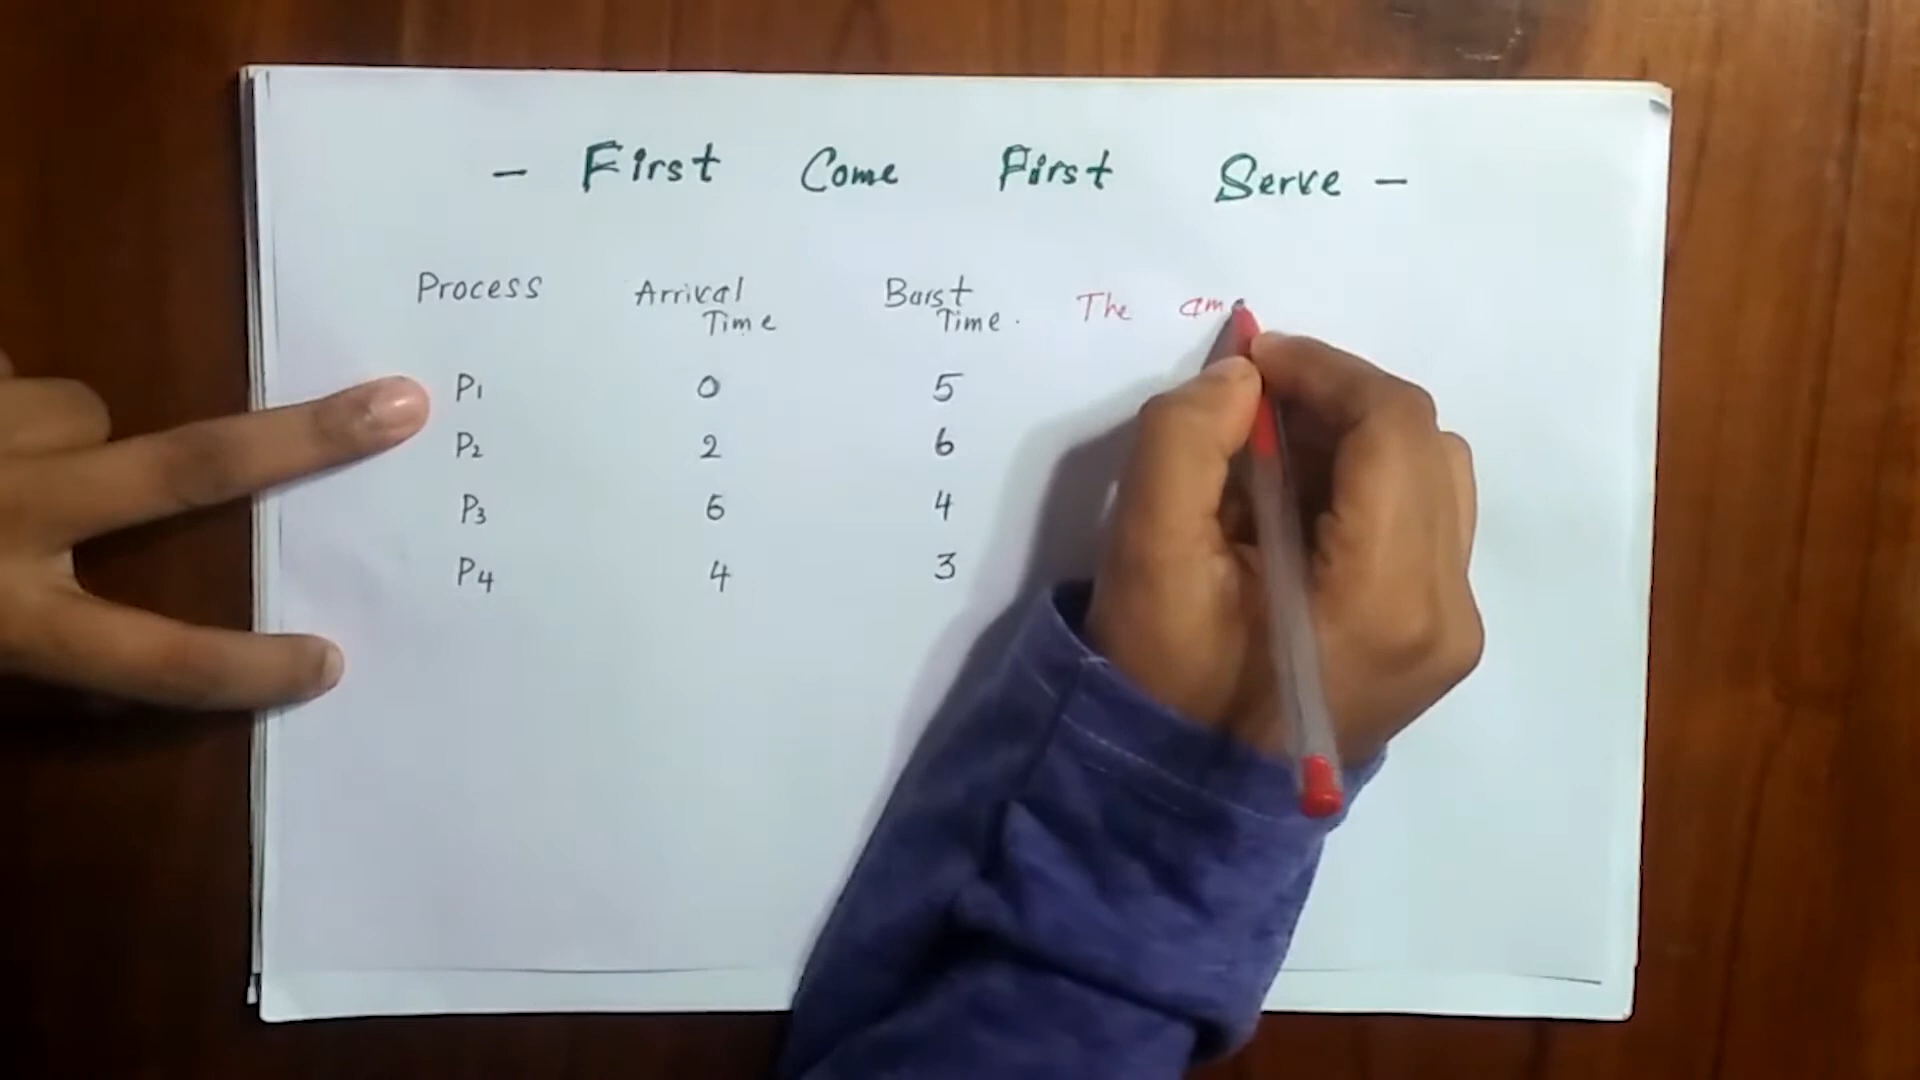 - First Come First Serve -
Process Arrival Time Burst Time. The am
P1 0 5
P2 2 6
P3 6 4
P4 4 3